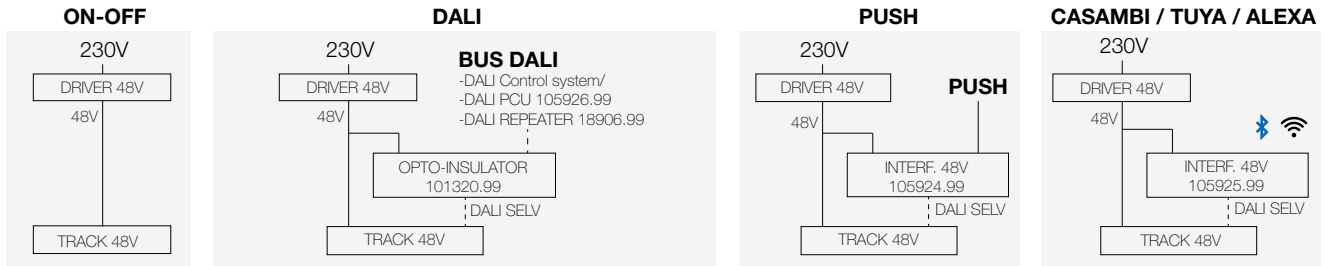 ON-OFF
230V
DRIVER 48V
48V
TRACK 48V
DALI
230V
DRIVER 48V
48V
BUS DALI
-DALI Control system/
-DALI PCU 105926.99
-DALI REPEATER 18906.99
OPTO-INSULATOR
101320.99
DALI SELV
TRACK 48V
PUSH
230V
DRIVER 48V
PUSH
48V
INTERF. 48V
105924.99
DALI SELV
TRACK 48V
CASAMBI / TUYA / ALEXA
230V
DRIVER 48V
48V
INTERF. 48V
105925.99
DALI SELV
TRACK 48V